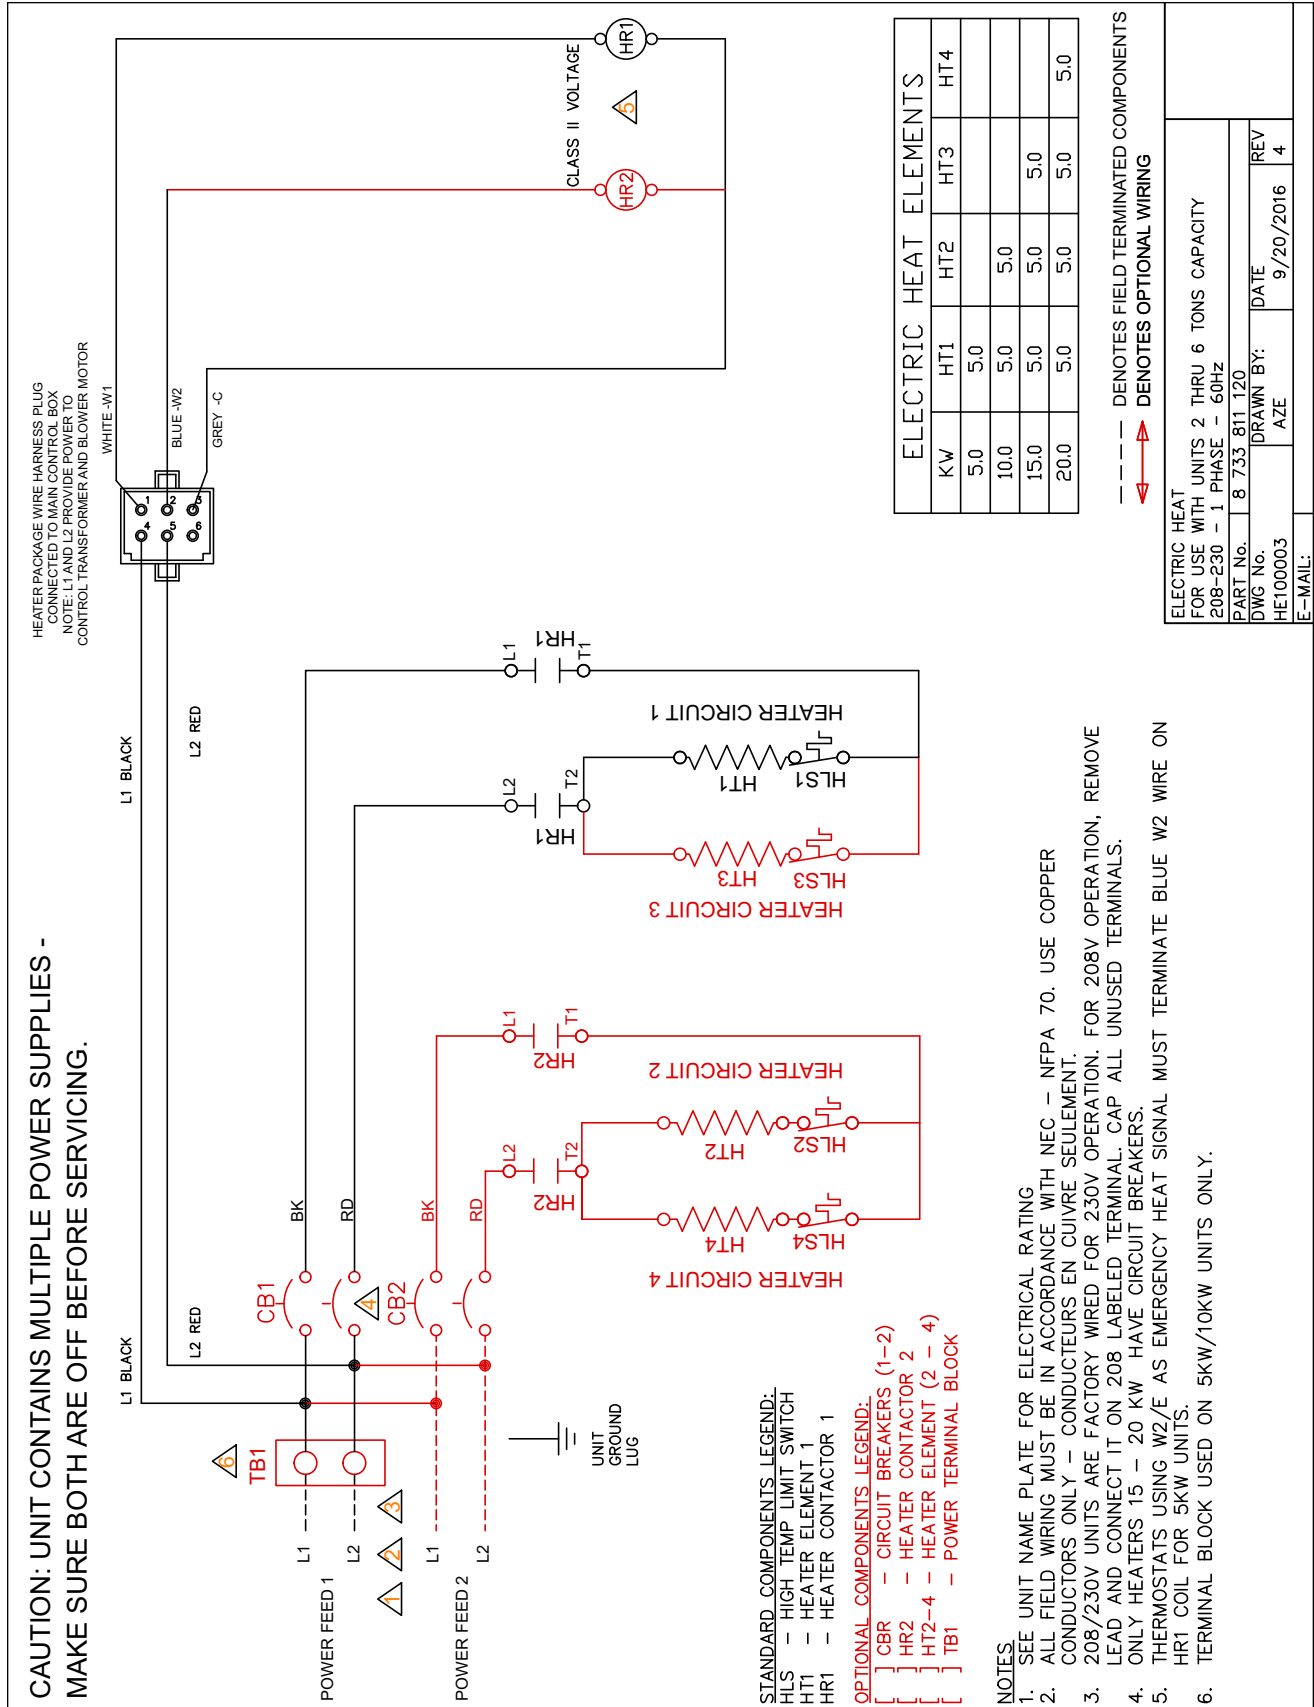 CAUTION: UNIT CONTAINS MULTIPLE POWER SUPPLIES -
MAKE SURE BOTH ARE OFF BEFORE SERVICING.
HEATER PACKAGE WIRE HARNESS PLUG
CONNECTED TO MAIN CONTROL BOX
NOTE: L1 AND L2 PROVIDE POWER TO
CONTROL TRANSFORMER AND BLOWER MOTOR
WHITE -W1
BLUE -W2
GREY -C
1
2
3
4
5
6
L1 BLACK
L2 RED
L1 BLACK
L2 RED
CLASS II VOLTAGE
HR1
HR2
5
6
TB1
CB1
4
CB2
BK
RD
BK
RD
L1
L2
POWER FEED 1
1
2
3
L1
L2
POWER FEED 2
UNIT
GROUND
LUG
L1
HR1
T1
L2
HR1
T2
HEATER CIRCUIT 1
HT1
HLS1
HT3
HLS3
HEATER CIRCUIT 3
L1
HR2
T1
L2
HR2
T2
HEATER CIRCUIT 2
HT2
HLS2
HT4
HLS4
HEATER CIRCUIT 4
STANDARD COMPONENTS LEGEND:
HLS - HIGH TEMP LIMIT SWITCH
HT1 - HEATER ELEMENT 1
HR1 - HEATER CONTACTOR 1
OPTIONAL COMPONENTS LEGEND:
[ ] CBR - CIRCUIT BREAKERS (1-2)
[ ] HR2 - HEATER CONTACTOR 2
[ ] HT2-4 - HEATER ELEMENT (2 - 4)
[ ] TB1 - POWER TERMINAL BLOCK
NOTES
1. SEE UNIT NAME PLATE FOR ELECTRICAL RATING
2. ALL FIELD WIRING MUST BE IN ACCORDANCE WITH NEC - NFPA 70. USE COPPER
CONDUCTORS ONLY - CONDUCTEURS EN CUIVRE SEULEMENT.
3. 208/230V UNITS ARE FACTORY WIRED FOR 230V OPERATION. FOR 208V OPERATION, REMOVE
LEAD AND CONNECT IT ON 208 LABELED TERMINAL. CAP ALL UNUSED TERMINALS.
4. ONLY HEATERS 15 - 20 KW HAVE CIRCUIT BREAKERS.
5. THERMOSTATS USING W2/E AS EMERGENCY HEAT SIGNAL MUST TERMINATE BLUE W2 WIRE ON
HR1 COIL FOR 5KW UNITS.
6. TERMINAL BLOCK USED ON 5KW/10KW UNITS ONLY.
ELECTRIC HEAT ELEMENTS
KW HT1 HT2 HT3 HT4
5.0 5.0
10.0 5.0 5.0
15.0 5.0 5.0 5.0
20.0 5.0 5.0 5.0 5.0
DENOTES FIELD TERMINATED COMPONENTS
DENOTES OPTIONAL WIRING
ELECTRIC HEAT
FOR USE WITH UNITS 2 THRU 6 TONS CAPACITY
208-230 - 1 PHASE - 60Hz
PART No. 8 733 811 120
DWG No. DRAWN BY: DATE REV
HE100003 AZE 9/20/2016 4
E-MAIL: